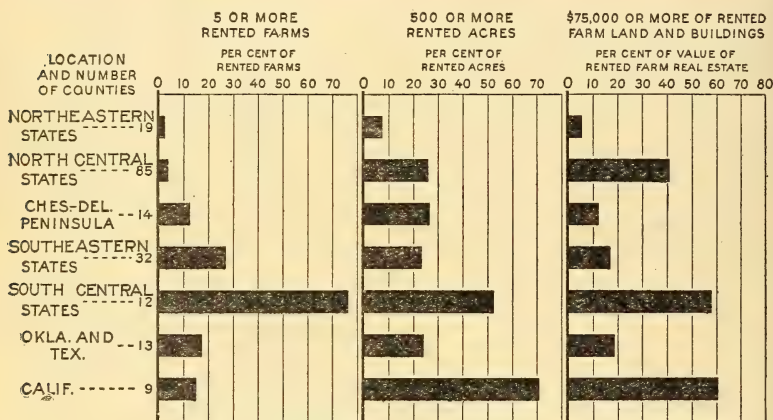 5 OR MORE
RENTED FARMS
PER CENT OF
RENTED FARMS
500 OR MORE
RENTED ACRES
PER CENT OF
RENTED ACRES
$75,000 OR MORE OF RENTED
FARM LAND AND BUILDINGS
PER CENT OF VALUE OF
RENTED FARM REAL ESTATE
LOCATION
AND NUMBER
OF COUNTIES
0 10 20 30 40 50 60 70
0 10 20 30 40 50 60 70
0 10 20 30 40 50 60 70 80
NORTHEASTERN
STATES ------ 19
NORTH CENTRAL
STATES ------ 85
CHES.-DEL.
PENINSULA -- 14
SOUTHEASTERN
STATES ------ 32
SOUTH CENTRAL
STATES ------ 12
OKLA. AND
TEX. -- 13
CALIF. ------ 9